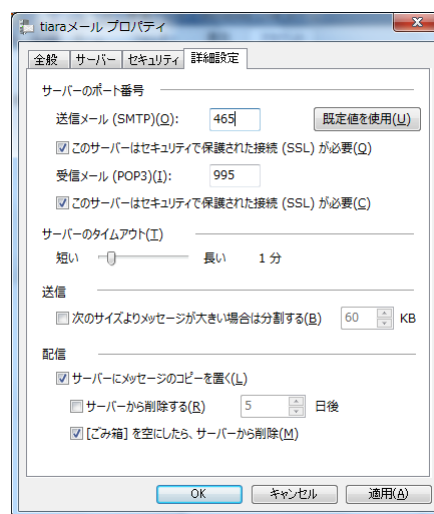 tiaraメール プロパティ
全般 サーバー セキュリティ 詳細設定
サーバーのポート番号
送信メール (SMTP)(O): 465 既定値を使用(U)
このサーバーはセキュリティで保護された接続 (SSL) が必要(Q)
受信メール (POP3)(I): 995
このサーバーはセキュリティで保護された接続 (SSL) が必要(C)
サーバーのタイムアウト(T)
短い 長い 1 分
送信
次のサイズよりメッセージが大きい場合は分割する(B) 60 KB
配信
サーバーにメッセージのコピーを置く(L)
サーバーから削除する(R) 5 日後
[ごみ箱] を空にしたら、サーバーから削除(M)
OK キャンセル 適用(A)